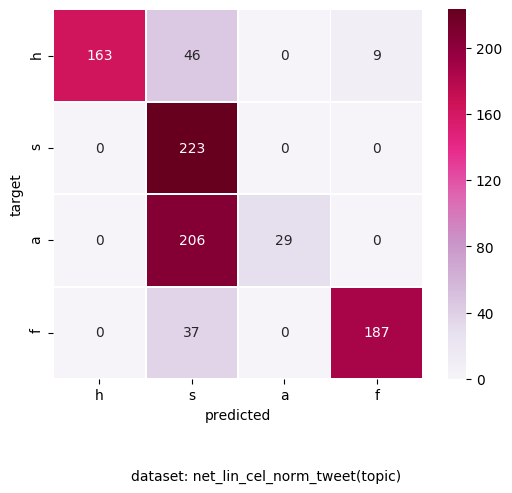 h 163 46 0 9
s 0 223 0 0
a 0 206 29 0
f 0 37 0 187
h s a f
target
predicted
200
160
120
80
40
0
dataset: net_lin_cel_norm_tweet(topic)